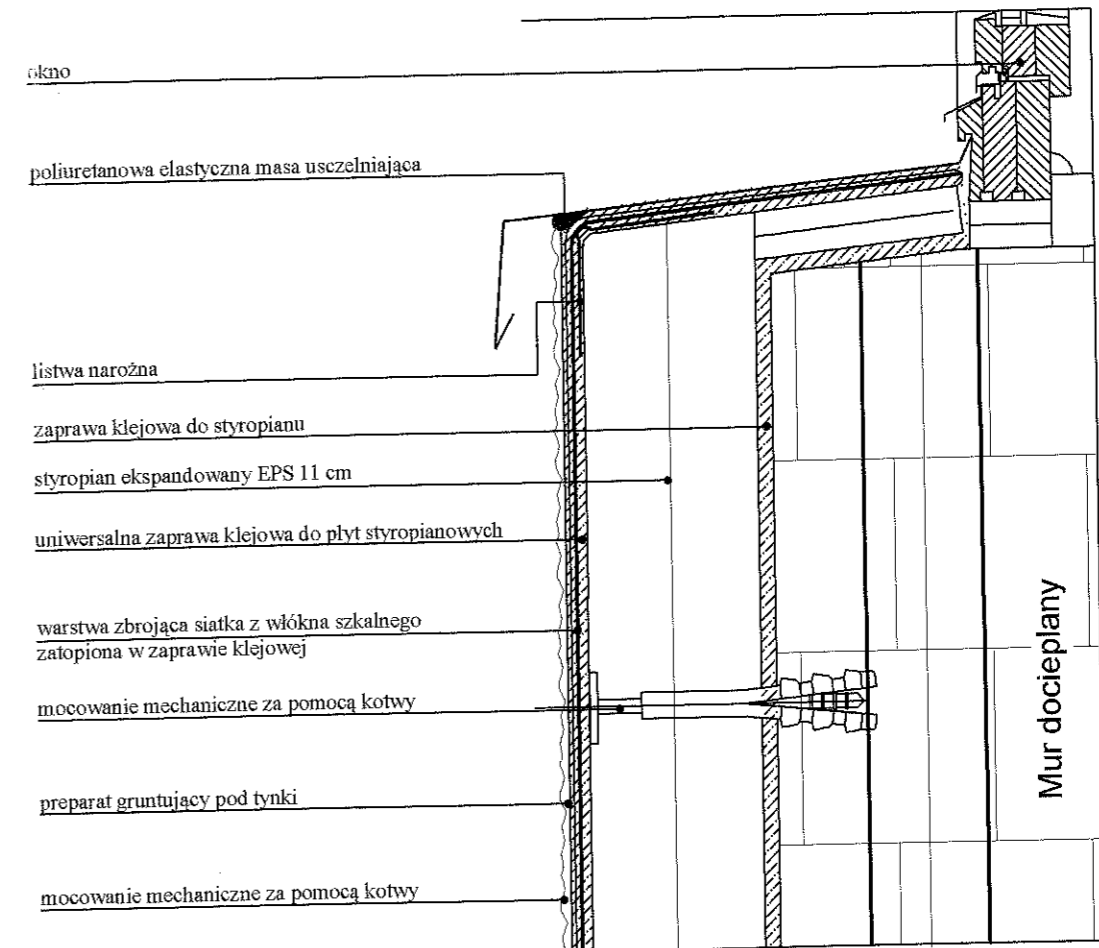 okno
poliuretanowa elastyczna masa usczelniająca
listwa narożna
zaprawa klejowa do styropianu
styropian ekspandowany EPS 11 cm
uniwersalna zaprawa klejowa do płyt styropianowych
warstwa zbrojąca siatka z włókna szkalnego
zatopiona w zaprawie klejowej
mocowanie mechaniczne za pomocą kotwy
preparat gruntujący pod tynki
mocowanie mechaniczne za pomocą kotwy
Mur docieplany